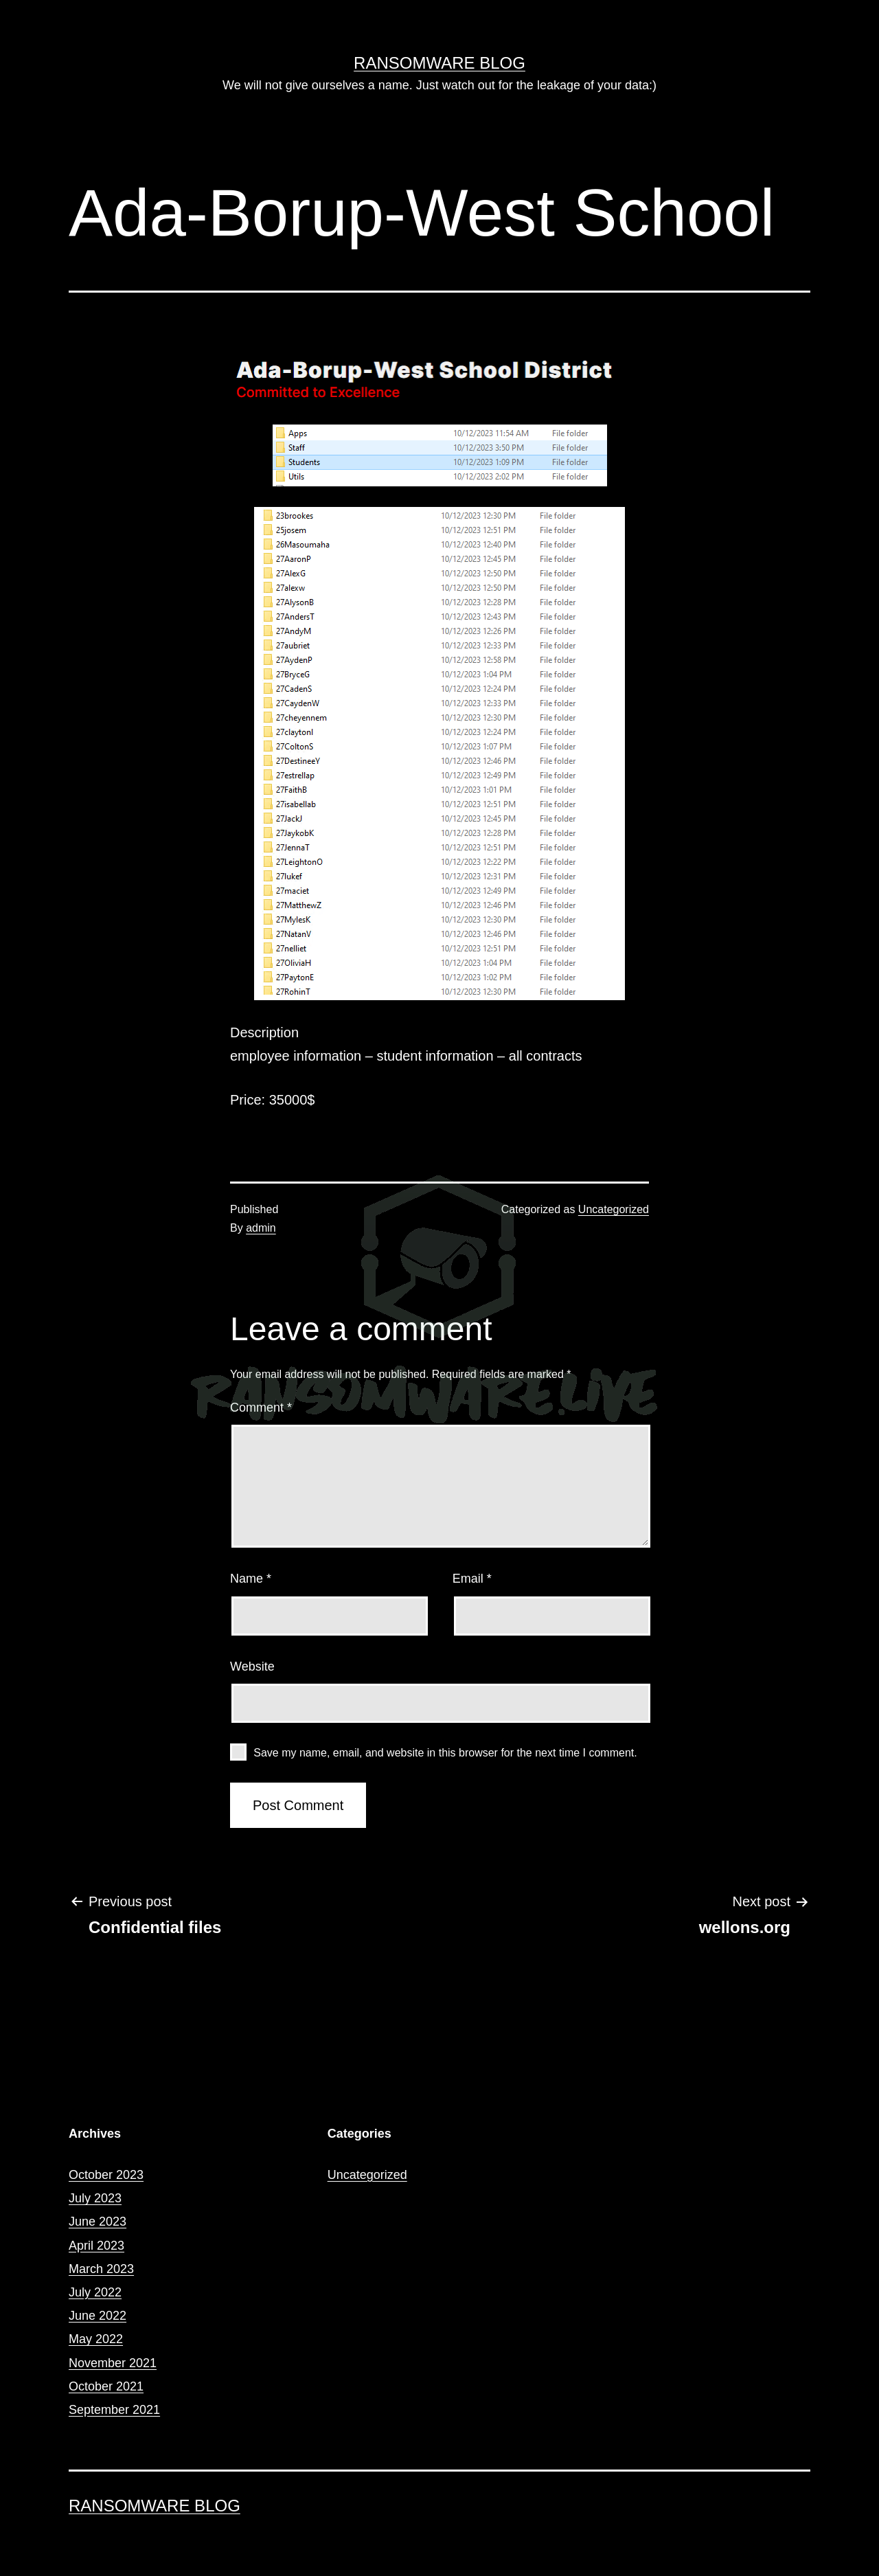 RANSOMWARE BLOG
We will not give ourselves a name. Just watch out for the leakage of your data:)
Ada-Borup-West School
Ada-Borup-West School District
Committed to Excellence
Apps 10/12/2023 11:54 AM File folder
Staff 10/12/2023 3:50 PM File folder
Students 10/12/2023 1:09 PM File folder
Utils 10/12/2023 2:02 PM File folder
23brookes 10/12/2023 12:30 PM File folder
25josem 10/12/2023 12:51 PM File folder
26Masoumaha 10/12/2023 12:40 PM File folder
27AaronP 10/12/2023 12:45 PM File folder
27AlexG 10/12/2023 12:50 PM File folder
27alexw 10/12/2023 12:50 PM File folder
27AlysonB 10/12/2023 12:28 PM File folder
27AndersT 10/12/2023 12:43 PM File folder
27AndyM 10/12/2023 12:26 PM File folder
27aubriet 10/12/2023 12:33 PM File folder
27AydenP 10/12/2023 12:58 PM File folder
27BryceG 10/12/2023 1:04 PM File folder
27CadenS 10/12/2023 12:24 PM File folder
27CaydenW 10/12/2023 12:33 PM File folder
27cheyennem 10/12/2023 12:30 PM File folder
27claytonl 10/12/2023 12:24 PM File folder
27ColtonS 10/12/2023 1:07 PM File folder
27DestineeY 10/12/2023 12:46 PM File folder
27estrellap 10/12/2023 12:49 PM File folder
27FaithB 10/12/2023 1:01 PM File folder
27isabellab 10/12/2023 12:51 PM File folder
27JackJ 10/12/2023 12:45 PM File folder
27JaykobK 10/12/2023 12:28 PM File folder
27JennaT 10/12/2023 12:51 PM File folder
27LeightonO 10/12/2023 12:22 PM File folder
27lukef 10/12/2023 12:31 PM File folder
27maciet 10/12/2023 12:49 PM File folder
27MatthewZ 10/12/2023 12:46 PM File folder
27MylesK 10/12/2023 12:30 PM File folder
27NatanV 10/12/2023 12:46 PM File folder
27nelliet 10/12/2023 12:51 PM File folder
27OliviaH 10/12/2023 1:04 PM File folder
27PaytonE 10/12/2023 1:02 PM File folder
27RohinT 10/12/2023 12:30 PM File folder
Description
employee information – student information – all contracts
Price: 35000$
Published
Categorized as Uncategorized
By admin
Leave a comment
Your email address will not be published. Required fields are marked *
RANSOMWARE.LIVE
Comment *
Name *
Email *
Website
Save my name, email, and website in this browser for the next time I comment.
Post Comment
← Previous post
Confidential files
Next post →
wellons.org
Archives
October 2023
July 2023
June 2023
April 2023
March 2023
July 2022
June 2022
May 2022
November 2021
October 2021
September 2021
Categories
Uncategorized
RANSOMWARE BLOG